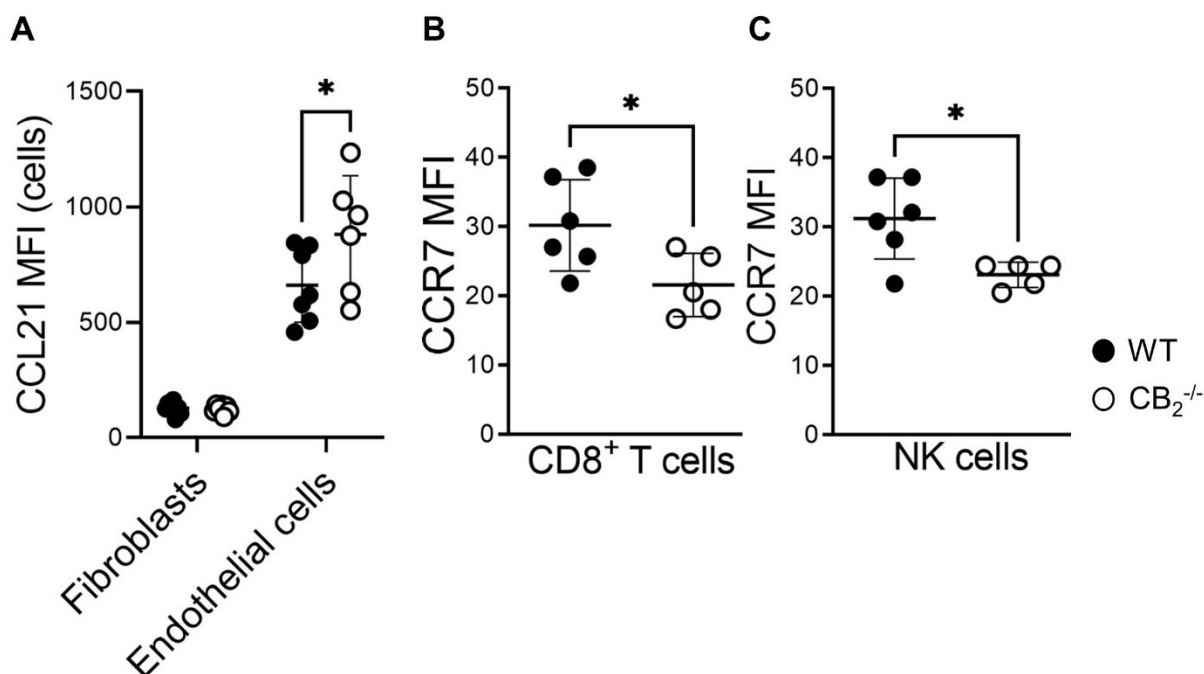 A
CCL21 MFI (cells)
1500
1000
500
0
*
Fibroblasts
Endothelial cells
B
CCR7 MFI
50
40
30
20
10
0
*
CD8⁺ T cells
C
CCR7 MFI
50
40
30
20
10
0
*
NK cells
WT
CB₂⁻/⁻